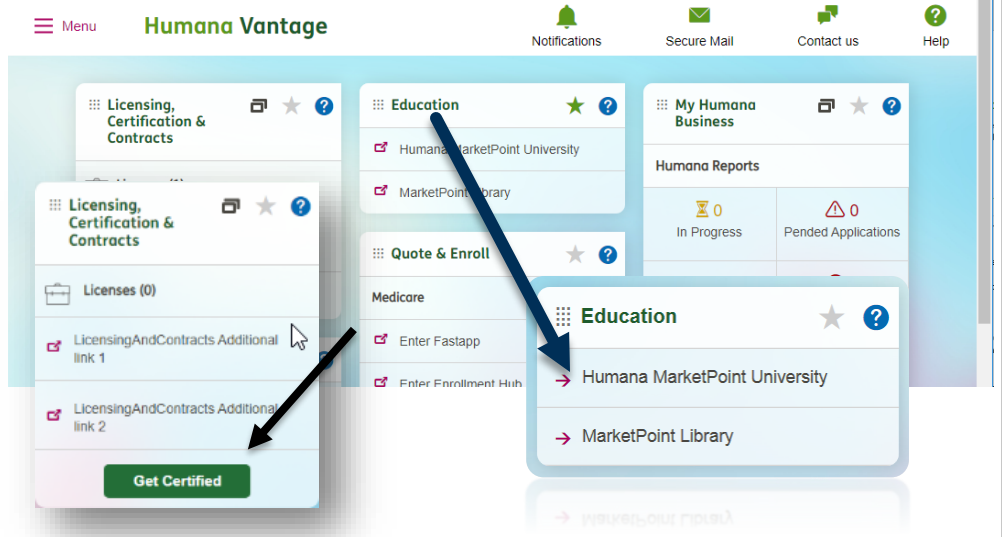 Menu
Humana Vantage
Notifications
Secure Mail
Contact us
Help
Licensing,
Certification &
Contracts
Education
Humana MarketPoint University
MarketPoint Library
My Humana
Business
Humana Reports
0
In Progress
0
Pended Applications
Quote & Enroll
Medicare
Enter Fastapp
Enter Enrollment Hub
Licensing,
Certification &
Contracts
Licenses (0)
LicensingAndContracts Additional
link 1
LicensingAndContracts Additional
link 2
Get Certified
Education
Humana MarketPoint University
MarketPoint Library
MarketPoint Library